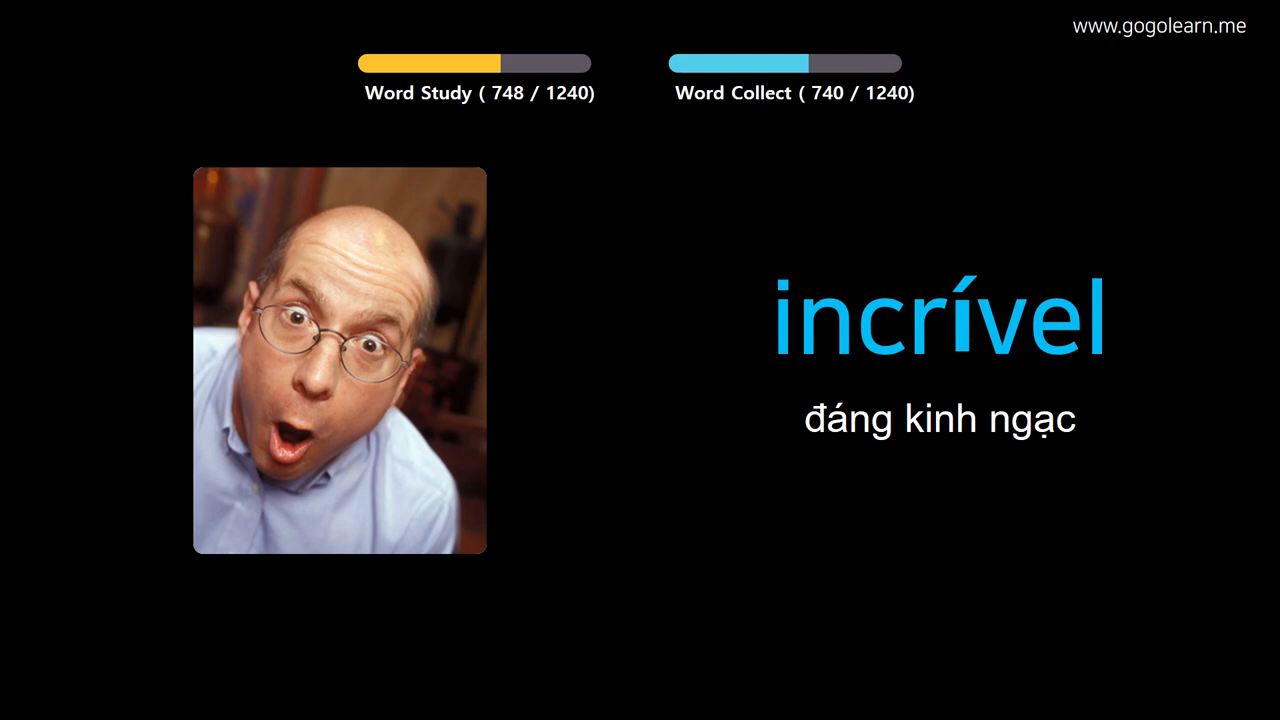 www.gogolearn.me
Word Study ( 748 / 1240)
Word Collect ( 740 / 1240)
incrível
đáng kinh ngạc